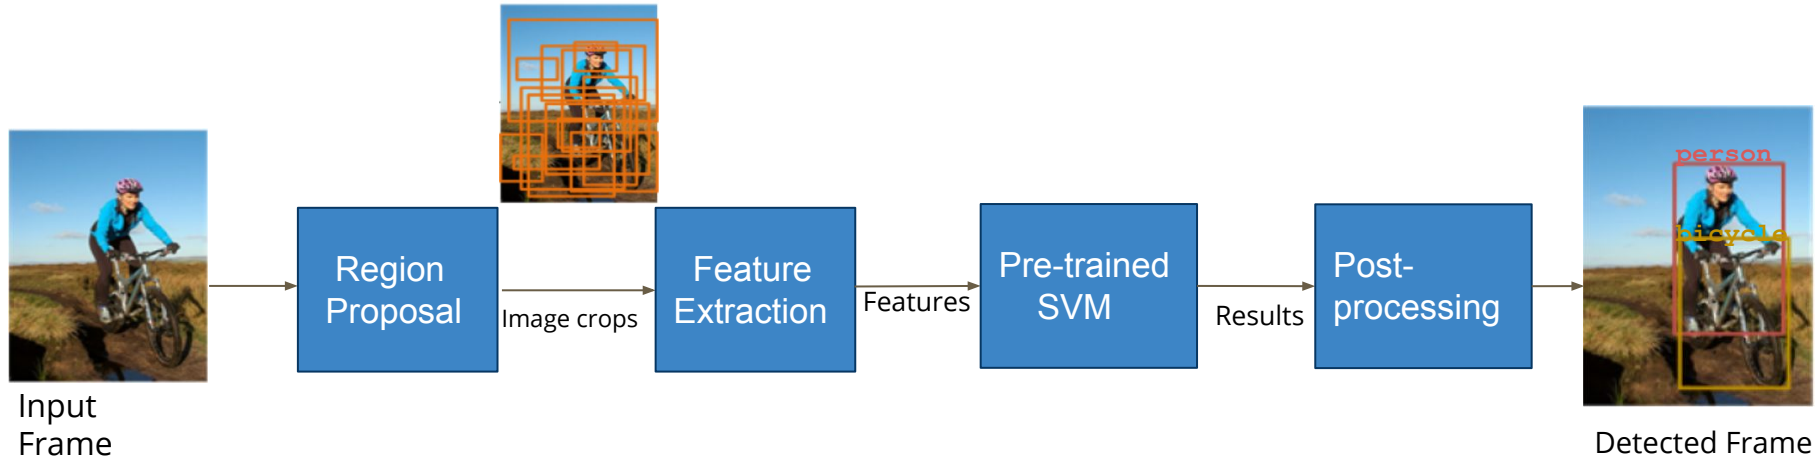 Input
Frame
Region
Proposal
Image crops
Feature
Extraction
Features
Pre-trained
SVM
Results
Post-
processing
person
bicycle
Detected Frame